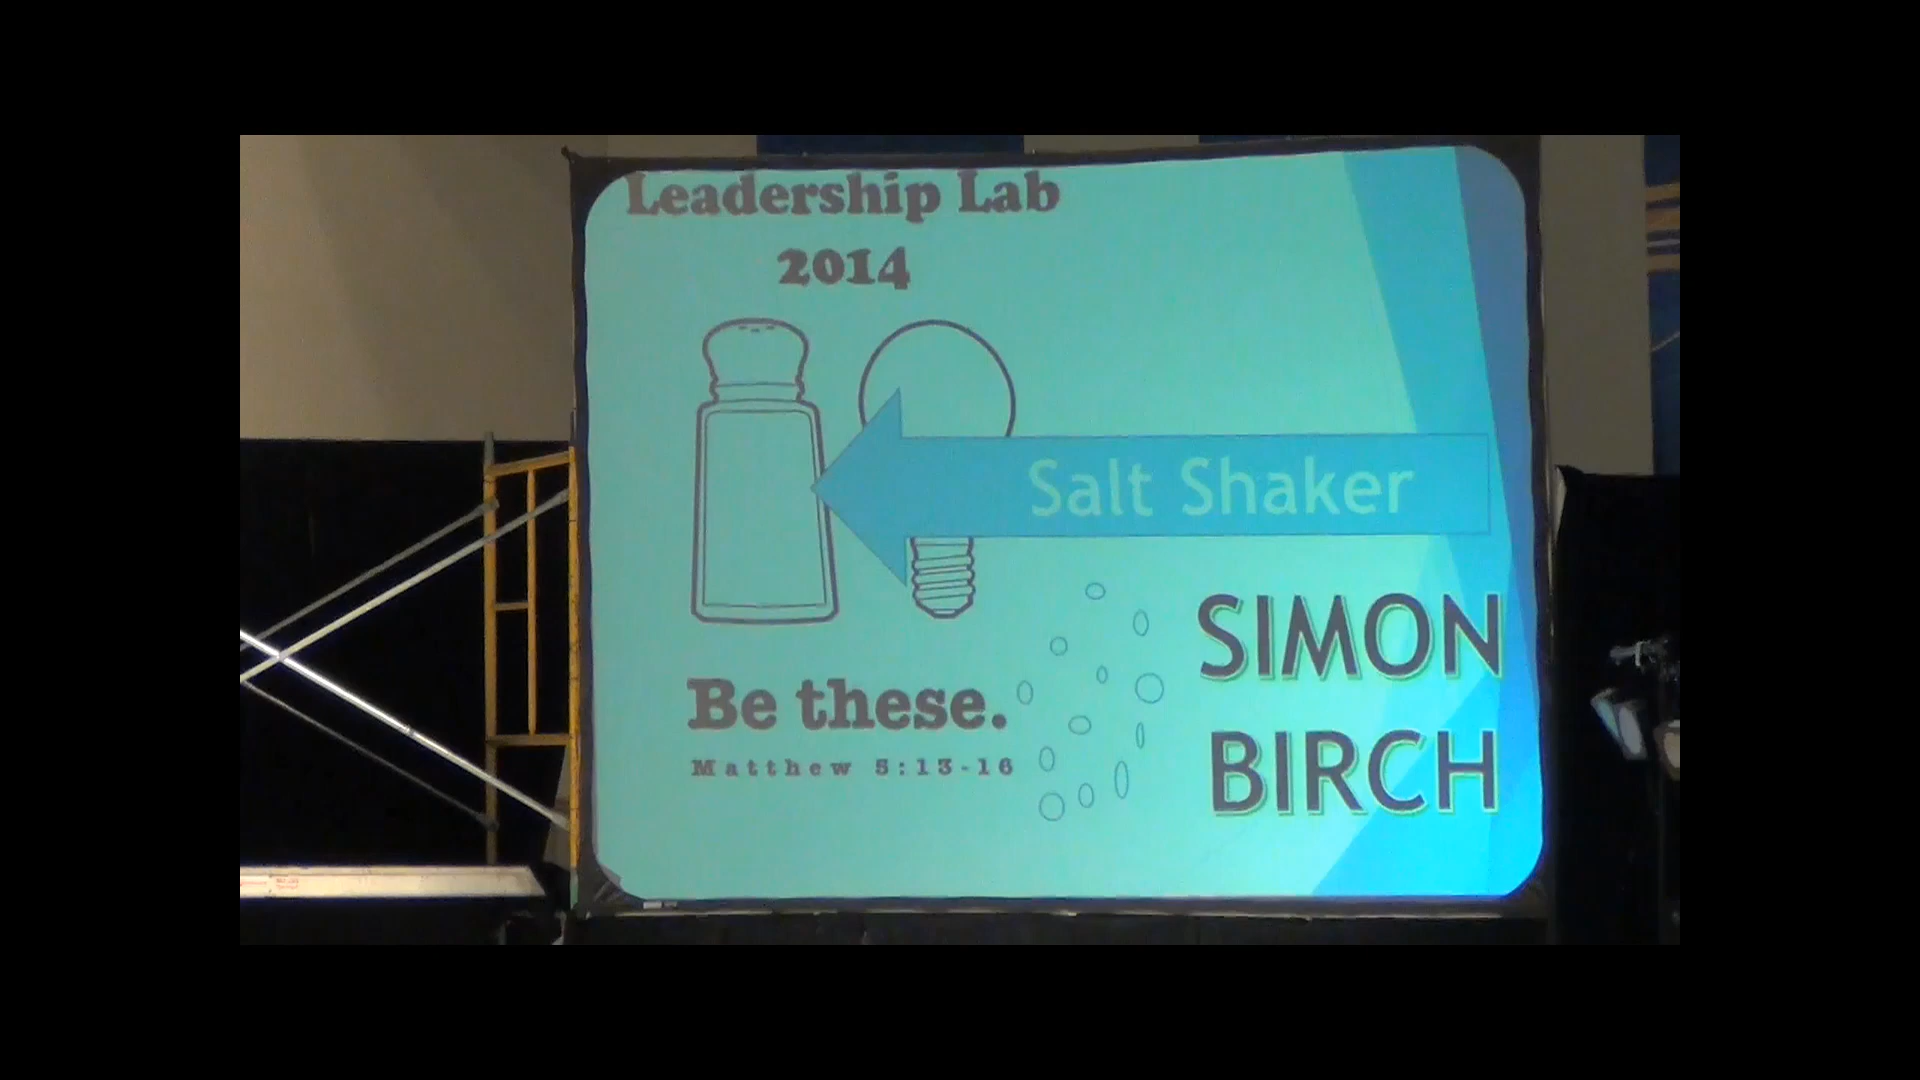 Leadership Lab
2014
Salt Shaker
SIMON
BIRCH
Be these.
Matthew 5:13-16